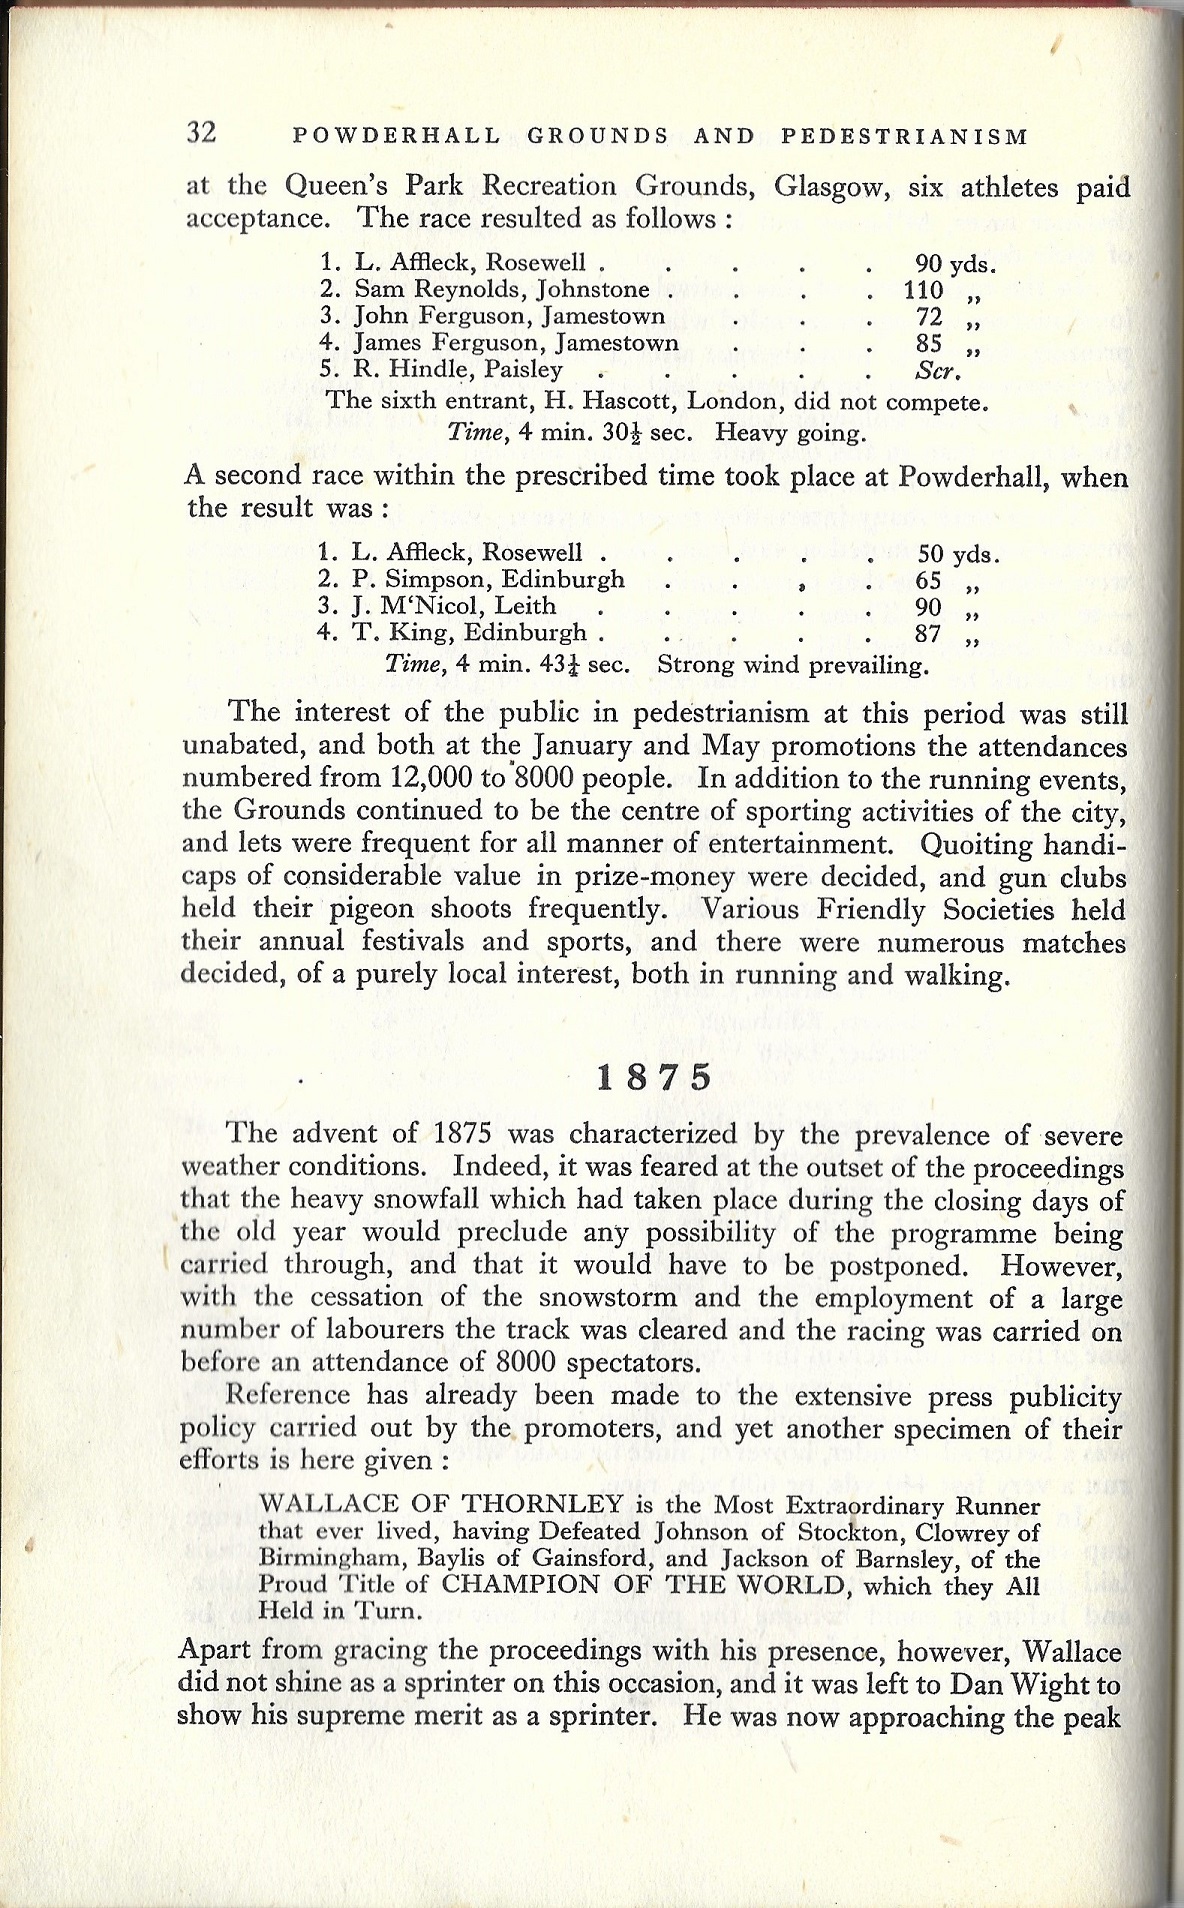 32 POWDERHALL GROUNDS AND PEDESTRIANISM
at the Queen's Park Recreation Grounds, Glasgow, six athletes paid
acceptance. The race resulted as follows :
1. L. Affleck, Rosewell . . . . . 90 yds.
2. Sam Reynolds, Johnstone . . . . 110 „
3. John Ferguson, Jamestown . . . 72 „
4. James Ferguson, Jamestown . . . 85 „
5. R. Hindle, Paisley . . . . . Scr.
The sixth entrant, H. Hascott, London, did not compete.
Time, 4 min. 30½ sec. Heavy going.
A second race within the prescribed time took place at Powderhall, when
the result was :
1. L. Affleck, Rosewell . . . . . 50 yds.
2. P. Simpson, Edinburgh . . . . 65 „
3. J. M‘Nicol, Leith . . . . . 90 „
4. T. King, Edinburgh . . . . . 87 „
Time, 4 min. 43½ sec. Strong wind prevailing.
The interest of the public in pedestrianism at this period was still
unabated, and both at the January and May promotions the attendances
numbered from 12,000 to 8000 people. In addition to the running events,
the Grounds continued to be the centre of sporting activities of the city,
and lets were frequent for all manner of entertainment. Quoiting handi-
caps of considerable value in prize-money were decided, and gun clubs
held their pigeon shoots frequently. Various Friendly Societies held
their annual festivals and sports, and there were numerous matches
decided, of a purely local interest, both in running and walking.
1875
The advent of 1875 was characterized by the prevalence of severe
weather conditions. Indeed, it was feared at the outset of the proceedings
that the heavy snowfall which had taken place during the closing days of
the old year would preclude any possibility of the programme being
carried through, and that it would have to be postponed. However,
with the cessation of the snowstorm and the employment of a large
number of labourers the track was cleared and the racing was carried on
before an attendance of 8000 spectators.
Reference has already been made to the extensive press publicity
policy carried out by the promoters, and yet another specimen of their
efforts is here given :
WALLACE OF THORNLEY is the Most Extraordinary Runner
that ever lived, having Defeated Johnson of Stockton, Clowrey of
Birmingham, Baylis of Gainsford, and Jackson of Barnsley, of the
Proud Title of CHAMPION OF THE WORLD, which they All
Held in Turn.
Apart from gracing the proceedings with his presence, however, Wallace
did not shine as a sprinter on this occasion, and it was left to Dan Wight to
show his supreme merit as a sprinter. He was now approaching the peak